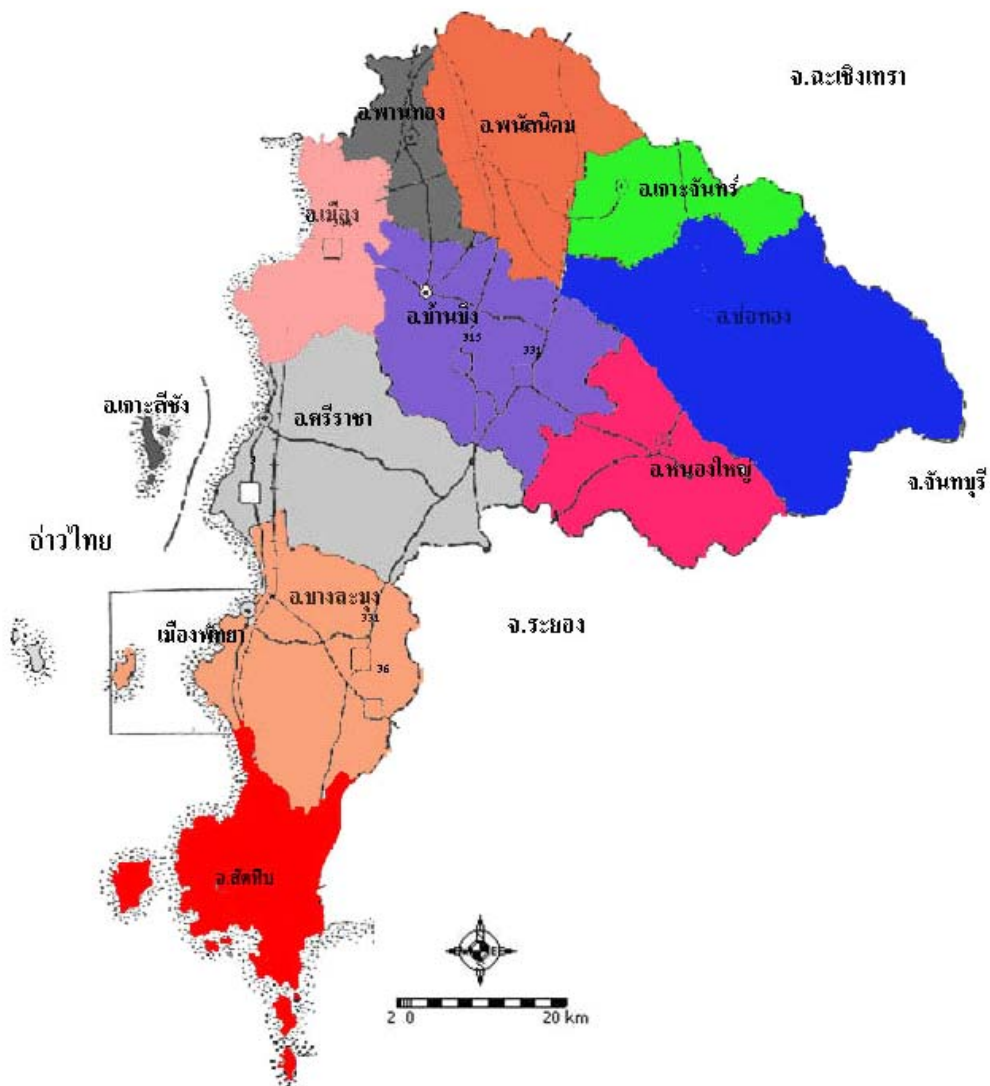 จ.ฉะเชิงเทรา
อ.พานทอง
อ.พนัสนิคม
อ.เกาะจันทร์
อ.เมือง
อ.บ่อทอง
อ.บ้านบึง
315
331
อ.เกาะสีชัง
อ.ศรีราชา
อ.หนองใหญ่
จ.จันทบุรี
อ่าวไทย
อ.บางละมุง
331
เมืองพัทยา
จ.ระยอง
36
อ.สัตหีบ
2 0 20 km